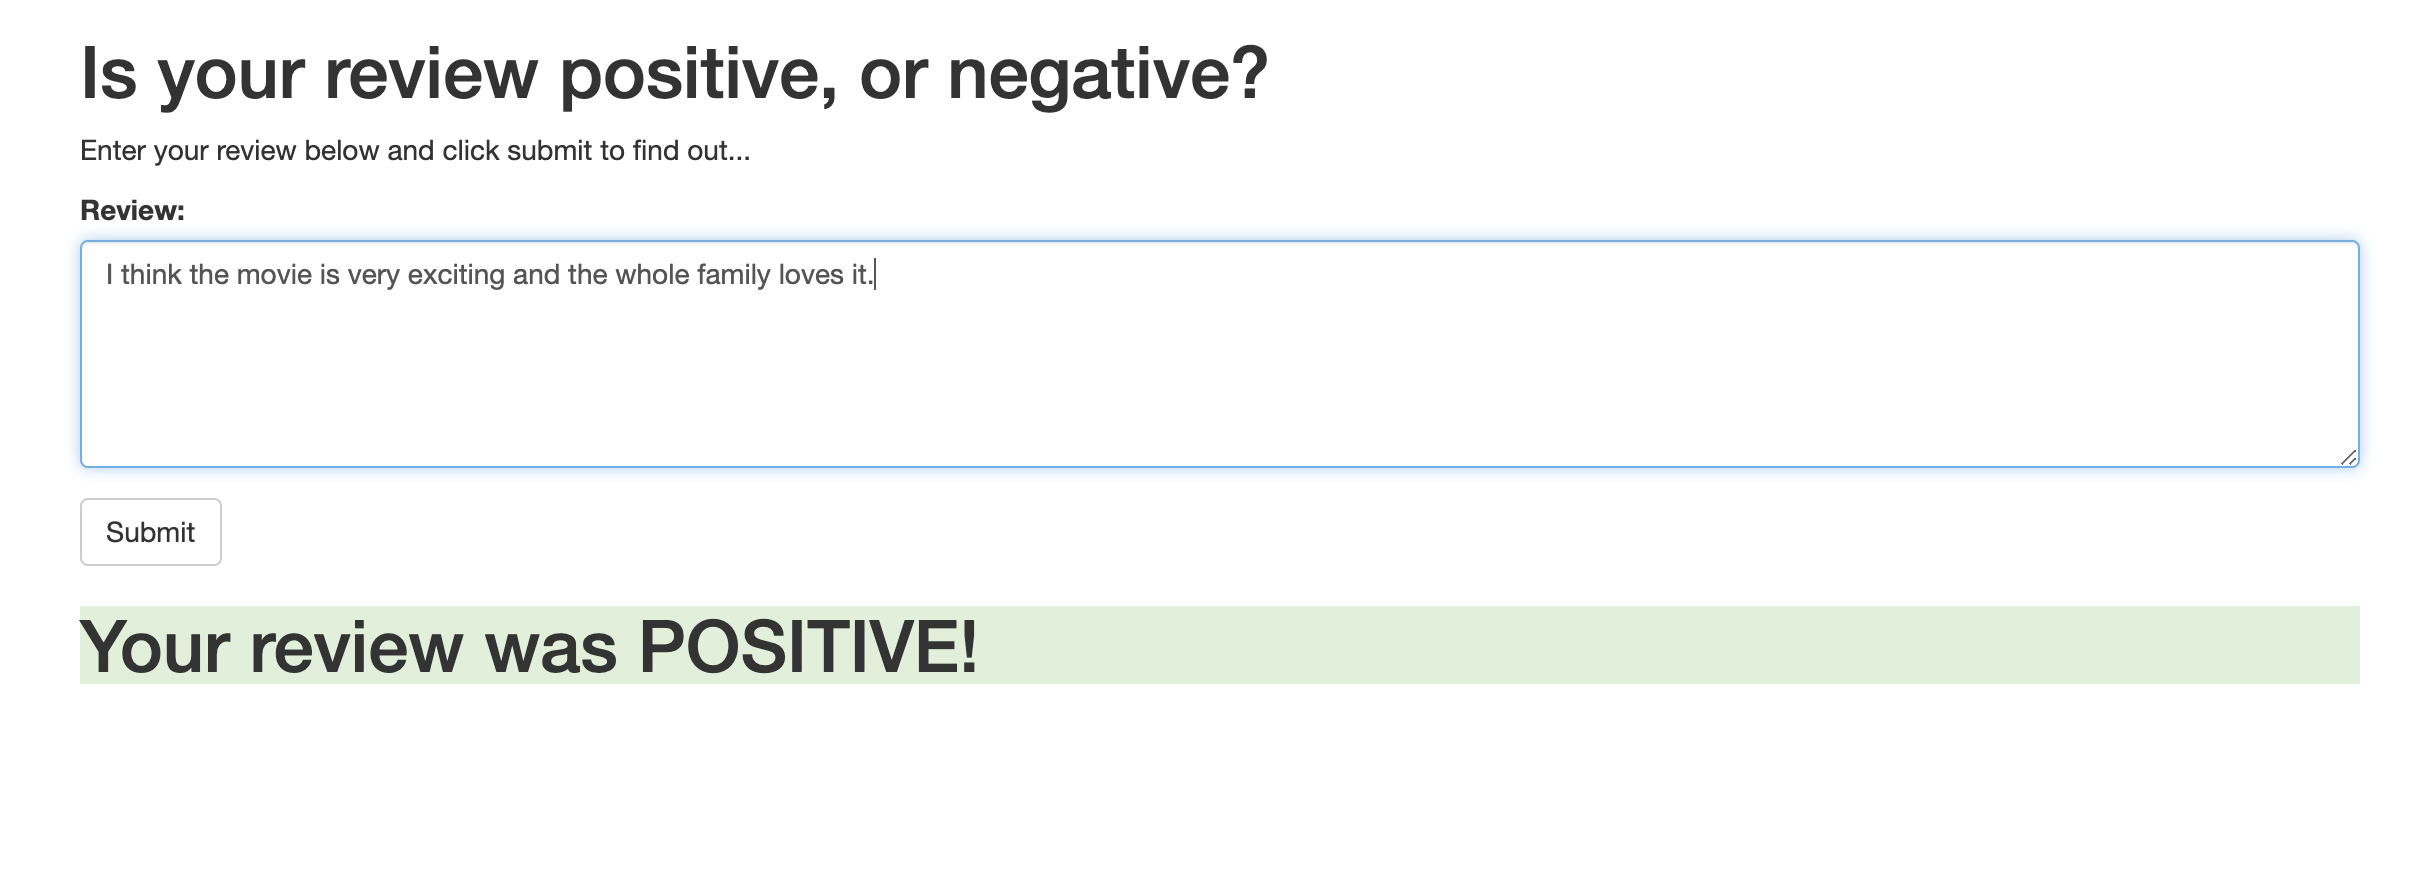 Is your review positive, or negative?
Enter your review below and click submit to find out...
Review:
I think the movie is very exciting and the whole family loves it.
Submit
Your review was POSITIVE!